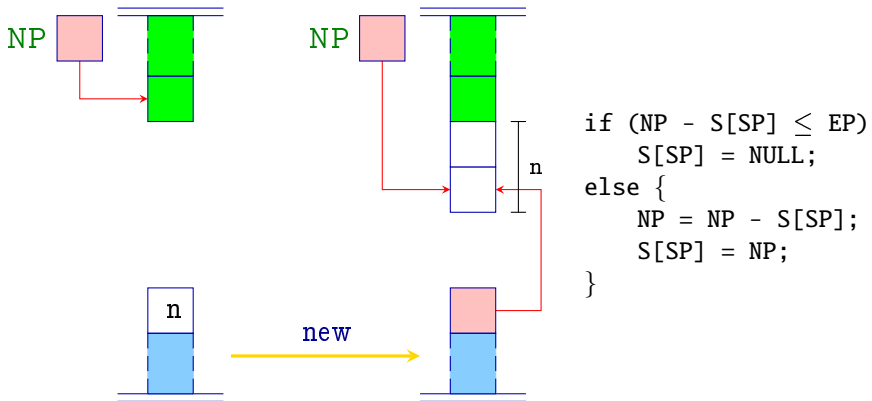 NP
NP
n
n
new
if (NP - S[SP] ≤ EP)
S[SP] = NULL;
else {
NP = NP - S[SP];
S[SP] = NP;
}